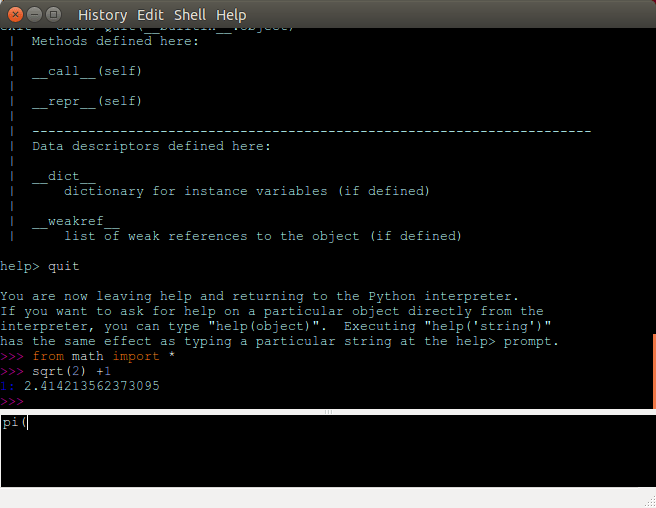 History Edit Shell Help
| Methods defined here:
|
| __call__(self)
|
| __repr__(self)
|
| ----------------------------------------------------------------------
| Data descriptors defined here:
|
| __dict__
| dictionary for instance variables (if defined)
|
| __weakref__
| list of weak references to the object (if defined)
help> quit
You are now leaving help and returning to the Python interpreter.
If you want to ask for help on a particular object directly from the
interpreter, you can type "help(object)".  Executing "help('string')"
has the same effect as typing a particular string at the help> prompt.
>>> from math import *
>>> sqrt(2) +1
1: 2.414213562373095
>>>
pi(